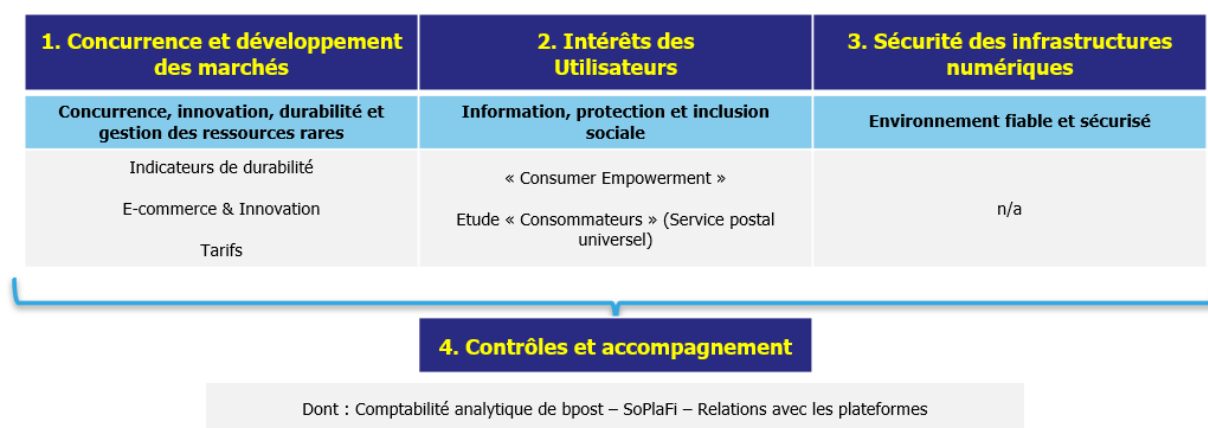 1. Concurrence et développement
des marchés
2. Intérêts des
Utilisateurs
3. Sécurité des infrastructures
numériques
Concurrence, innovation, durabilité et
gestion des ressources rares
Information, protection et inclusion
sociale
Environnement fiable et sécurisé
Indicateurs de durabilité
E-commerce & Innovation
Tarifs
« Consumer Empowerment »
Etude « Consommateurs » (Service postal
universel)
n/a
4. Contrôles et accompagnement
Dont : Comptabilité analytique de bpost – SoPlaFi – Relations avec les plateformes